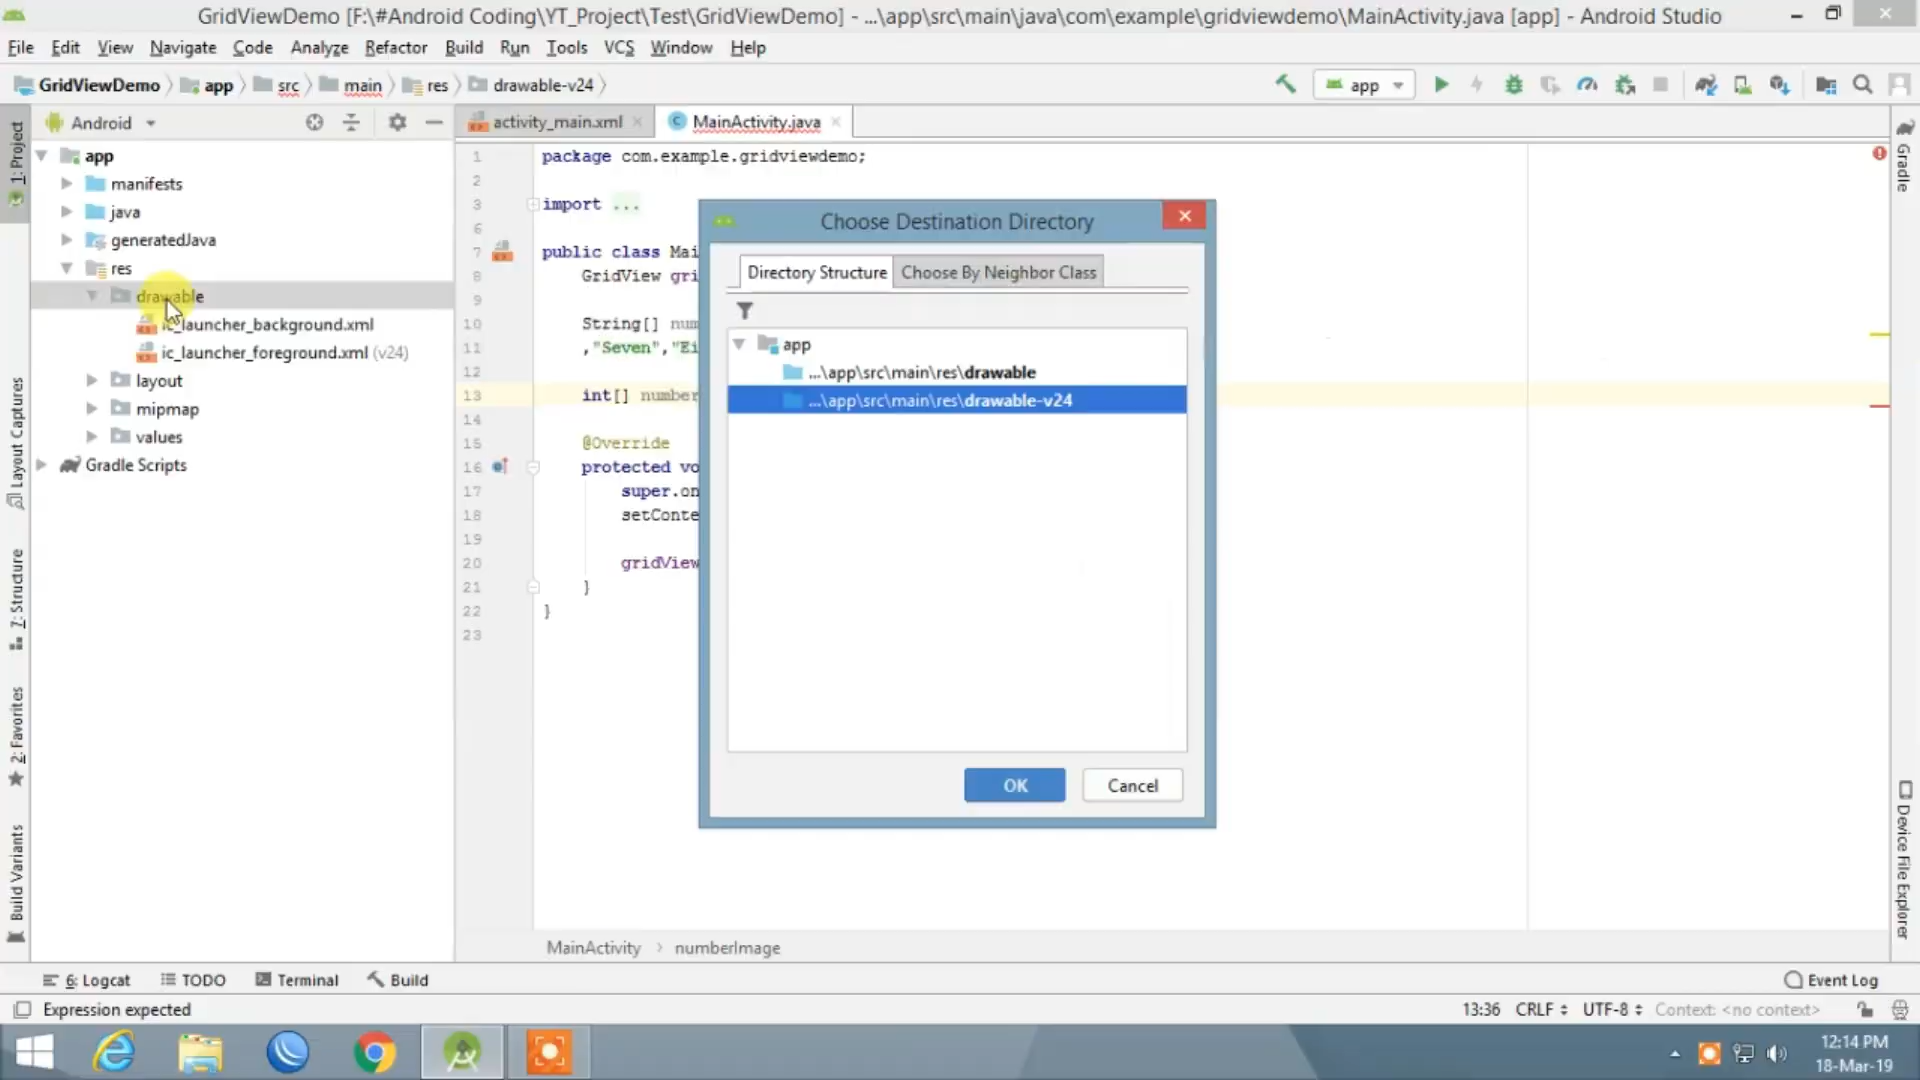 GridViewDemo [F:\#Android Coding\YT_Project\Test\GridViewDemo] - ...\app\src\main\java\com\example\gridviewdemo\MainActivity.java [app] - Android Studio
File Edit View Navigate Code Analyze Refactor Build Run Tools VCS Window Help
GridViewDemo app src main res drawable-v24
app
Android
activity_main.xml
MainActivity.java
1: Project
Layout Captures
7: Structure
2: Favorites
Build Variants
app
manifests
java
generatedJava
res
drawable
ic_launcher_background.xml
ic_launcher_foreground.xml (v24)
layout
mipmap
values
Gradle Scripts
1 package com.example.gridviewdemo;
2
3 import ...
6
7 public class Mai
8 GridView gri
9
10 String[] num
11 ,"Seven","Ei
12
13 int[] number
14
15 @Override
16 protected vo
17 super.on
18 setConte
19
20 gridView
21 }
22 }
23
Choose Destination Directory
Directory Structure
Choose By Neighbor Class
app
...\app\src\main\res\drawable
...\app\src\main\res\drawable-v24
OK
Cancel
Gradle
Device File Explorer
MainActivity > numberImage
6: Logcat TODO Terminal Build
Event Log
Expression expected
13:36 CRLF UTF-8 Context: <no context>
12:14 PM
18-Mar-19